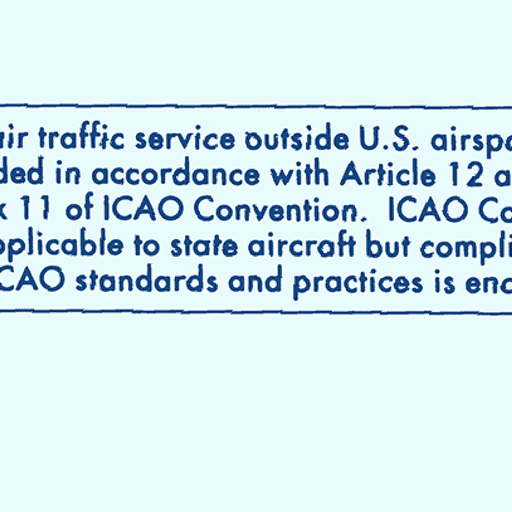 air traffic service outside U.S. airspa
ded in accordance with Article 12 a
x 11 of ICAO Convention. ICAO Co
pplicable to state aircraft but compli
CAO standards and practices is enc